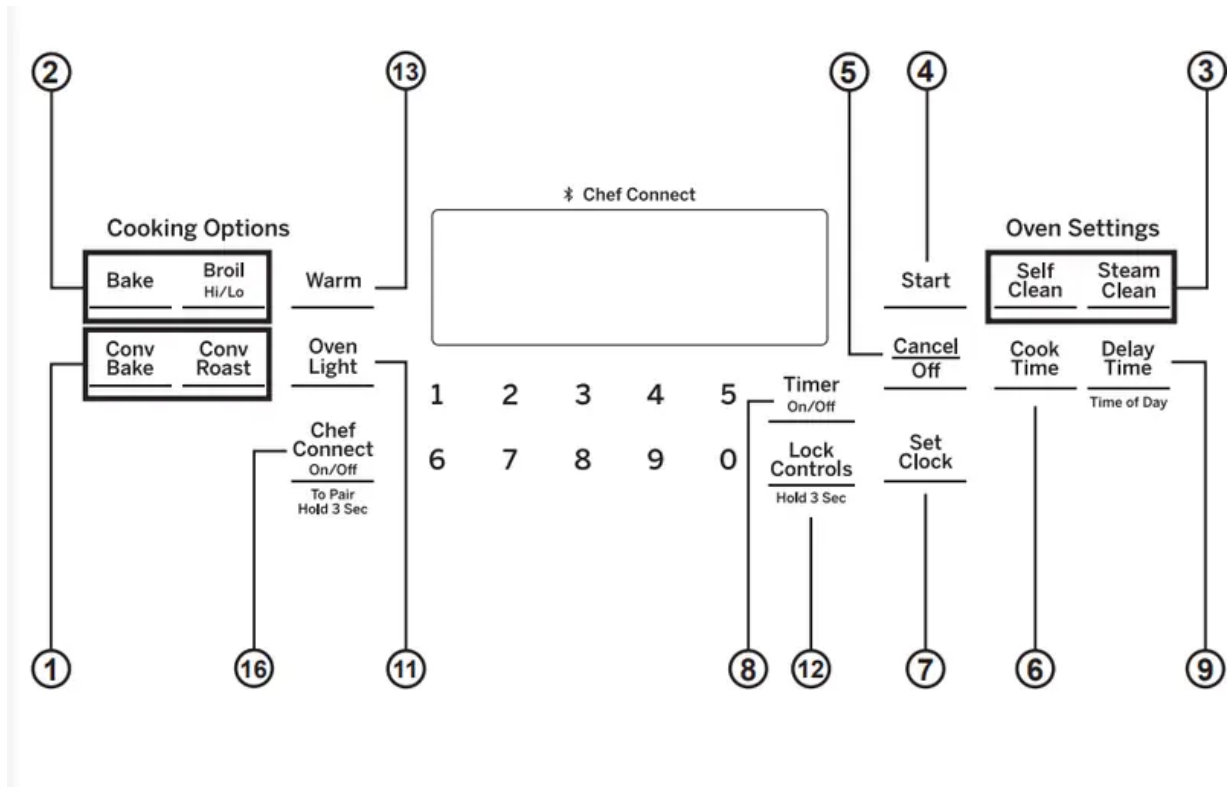 2
13
5
4
3
Chef Connect
Cooking Options
Oven Settings
Bake
Broil
Hi/Lo
Warm
Start
Self
Clean
Steam
Clean
Conv
Bake
Conv
Roast
Oven
Light
Cancel
Off
Cook
Time
Delay
Time
Time of Day
1 2 3 4 5
Timer
On/Off
Chef
Connect
On/Off
To Pair
Hold 3 Sec
6 7 8 9 0
Lock
Controls
Hold 3 Sec
Set
Clock
1
16
11
8
12
7
6
9